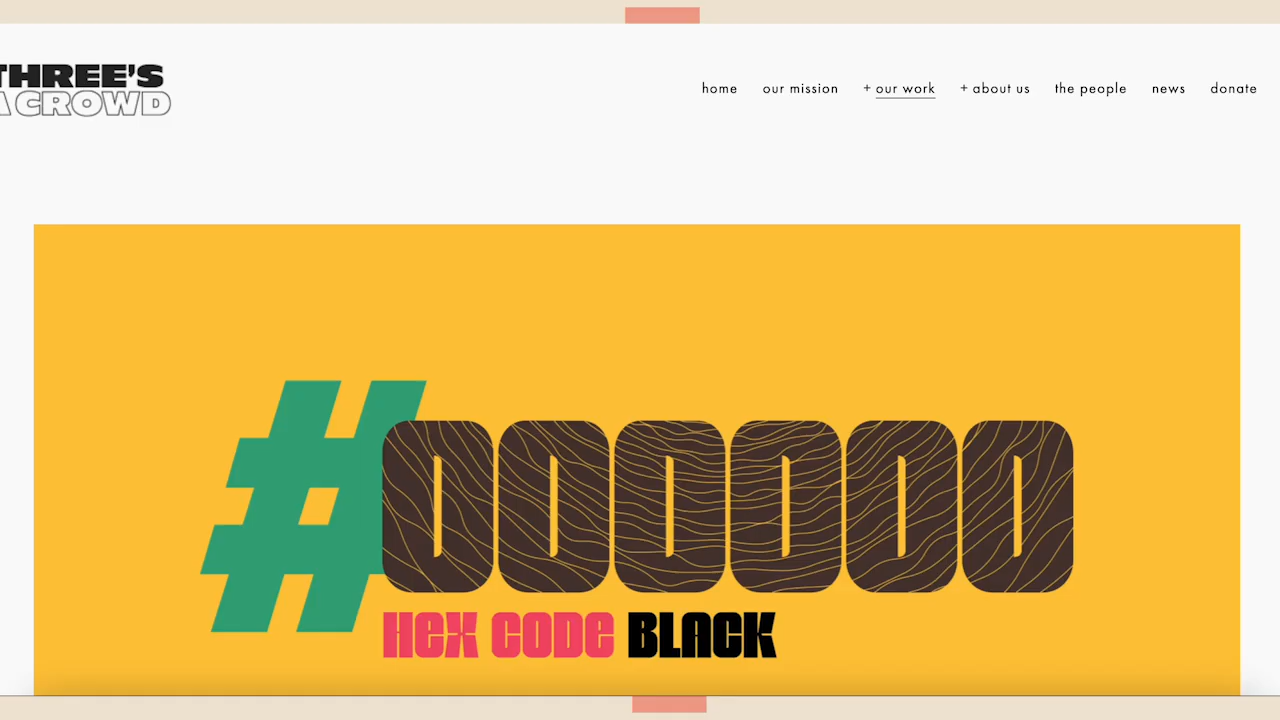 THREE'S
A CROWD
home our mission + our work + about us the people news donate
#000000
HEX CODE BLACK